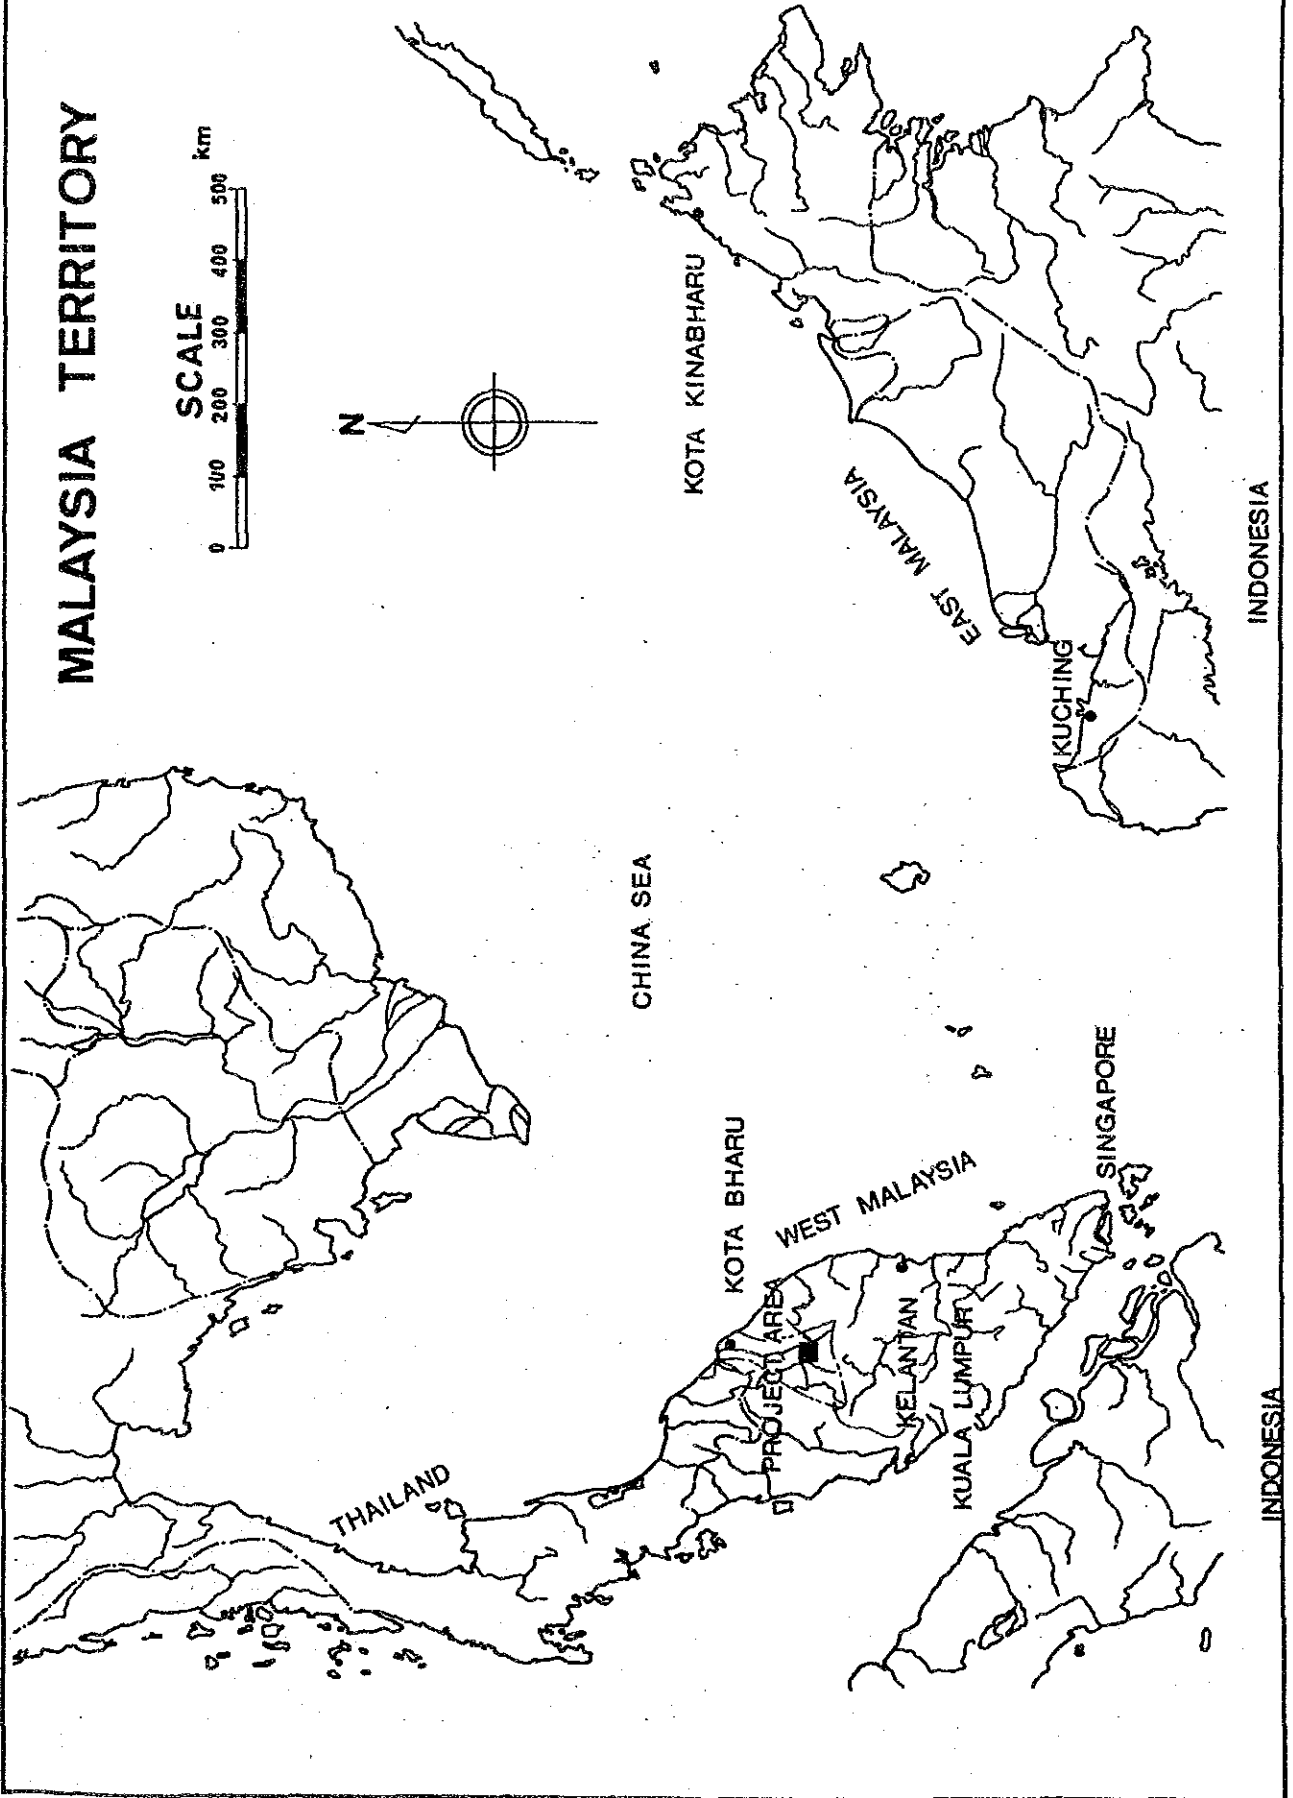 MALAYSIA TERRITORY
SCALE
0 100 200 300 400 500 km
N
THAILAND
CHINA SEA
KOTA KINABHARU
EAST MALAYSIA
KUCHING
KOTA BHARU
WEST MALAYSIA
PROJECT AREA
KELANTAN
KUALA LUMPUR
SINGAPORE
INDONESIA
INDONESIA